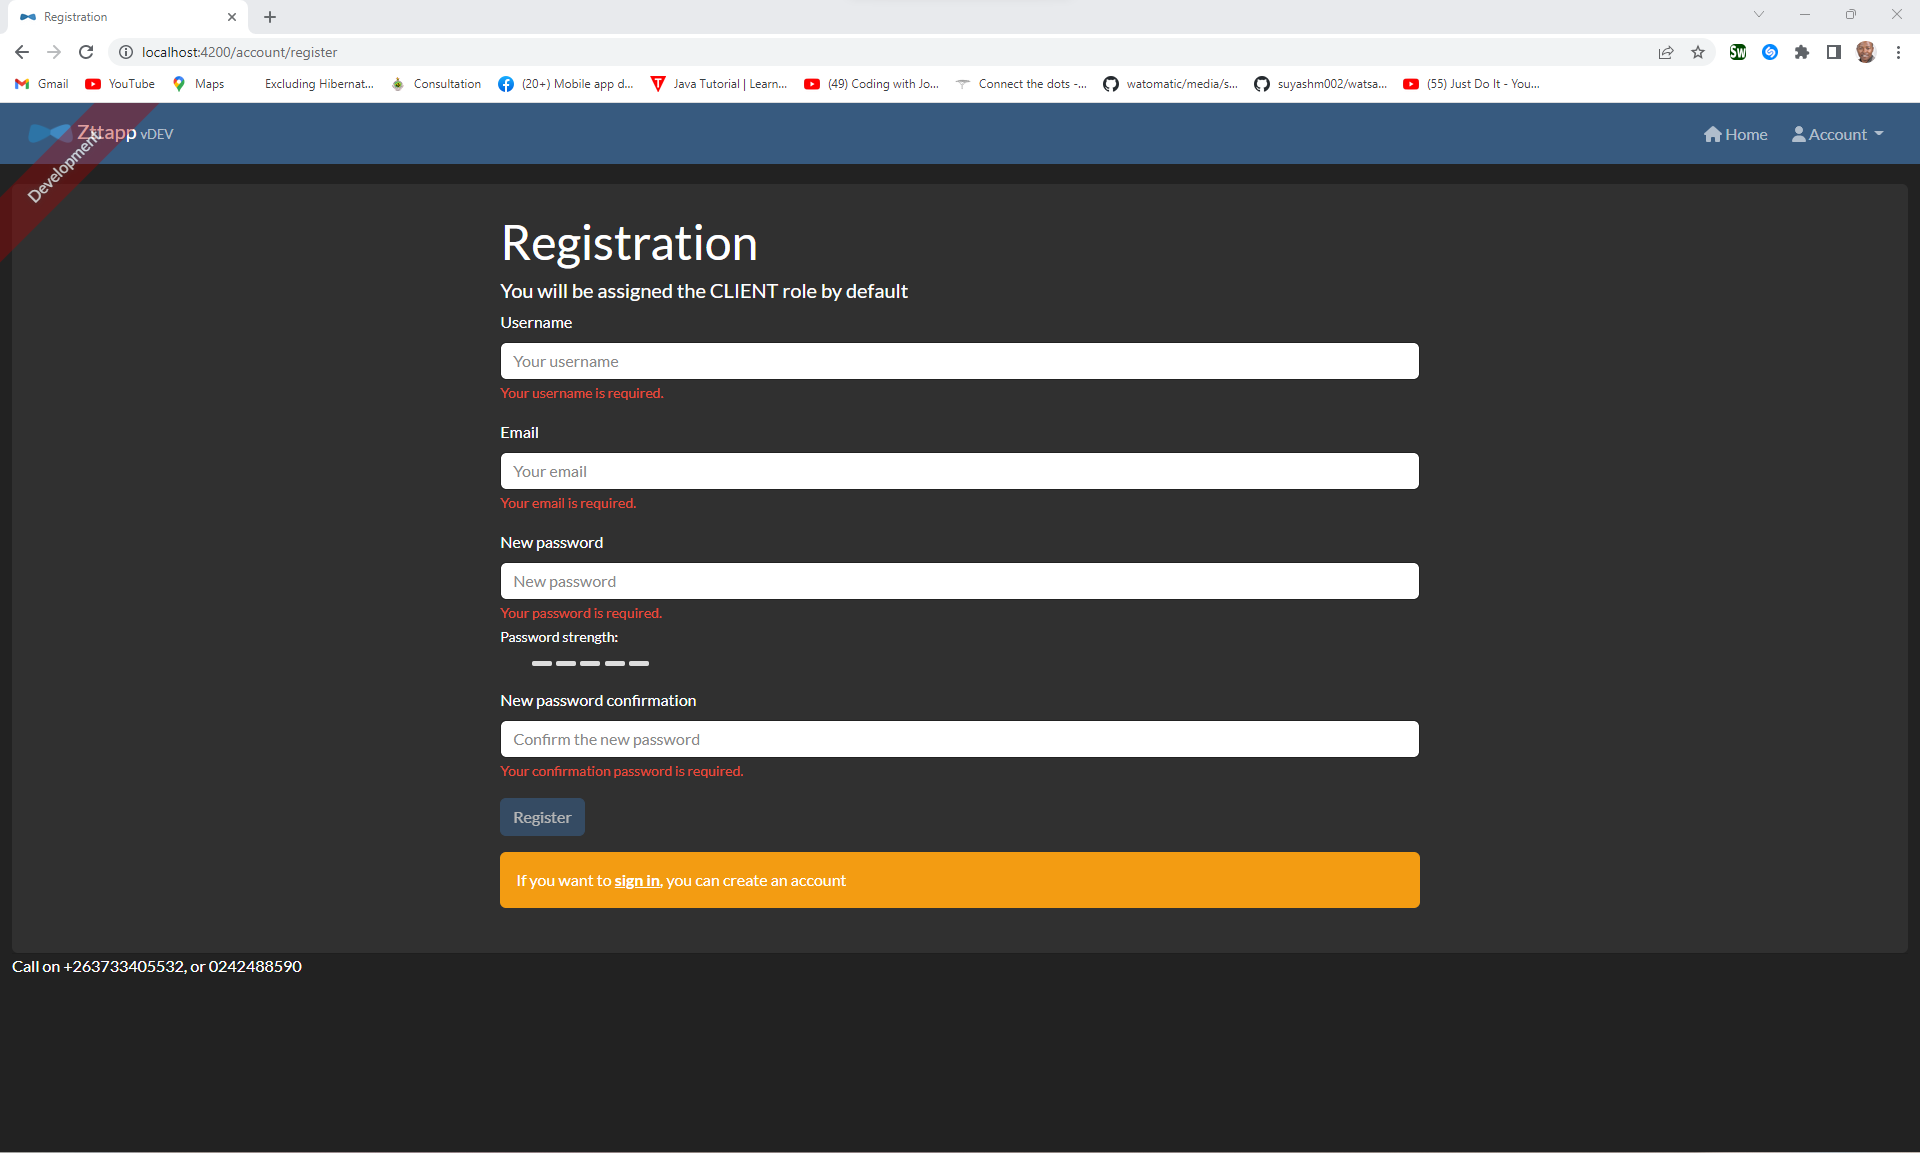 Registration
localhost:4200/account/register
Gmail YouTube Maps Excluding Hibernat... Consultation (20+) Mobile app d... Java Tutorial | Learn... (49) Coding with Jo... Connect the dots -... watomatic/media/s... suyashm002/watsa... (55) Just Do It - You...
Zttapp vDEV Home Account
Development
Registration
You will be assigned the CLIENT role by default
Username
Your username
Your username is required.
Email
Your email
Your email is required.
New password
New password
Your password is required.
Password strength:
New password confirmation
Confirm the new password
Your confirmation password is required.
Register
If you want to sign in, you can create an account
Call on +263733405532, or 0242488590